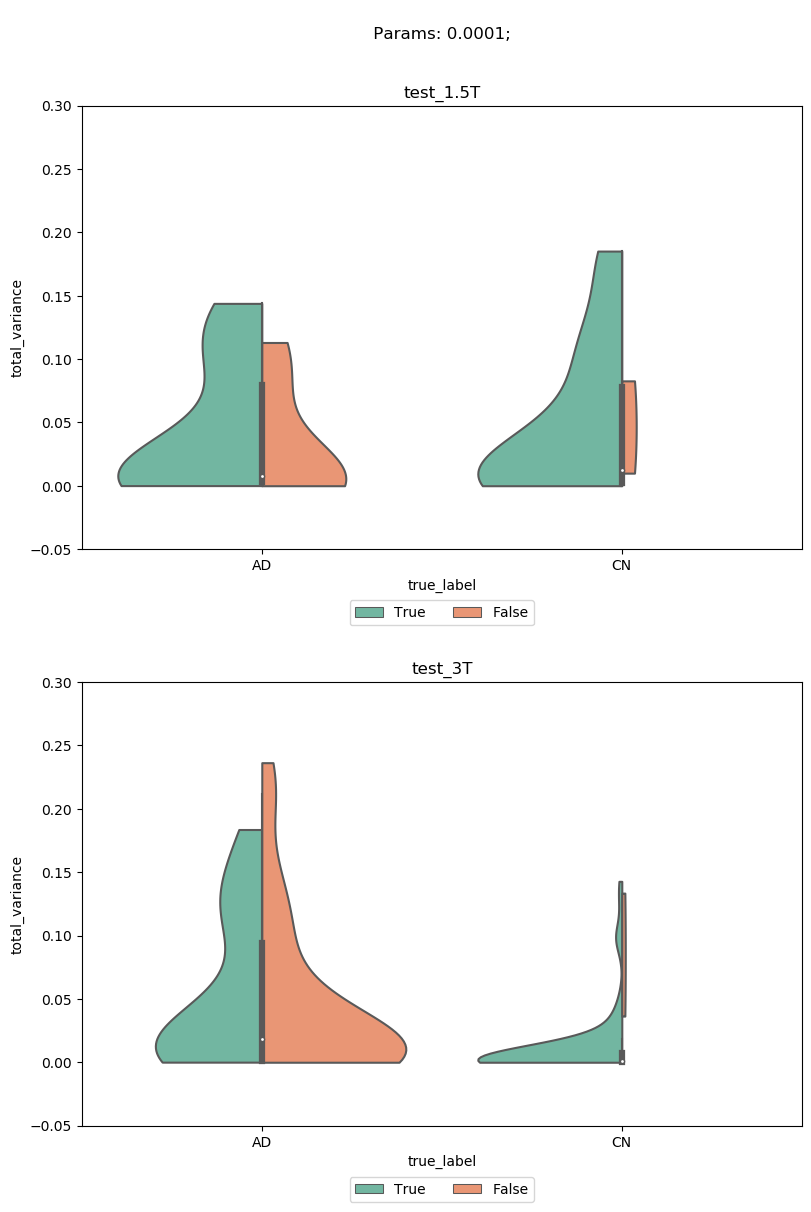 Params: 0.0001;
test_1.5T
0.30
0.25
0.20
0.15
0.10
0.05
0.00
−0.05
total_variance
AD
CN
true_label
True
False
test_3T
0.30
0.25
0.20
0.15
0.10
0.05
0.00
−0.05
total_variance
AD
CN
true_label
True
False